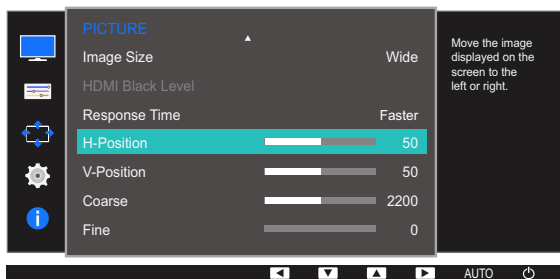 PICTURE
Image Size Wide
HDMI Black Level
Response Time Faster
H-Position 50
V-Position 50
Coarse 2200
Fine 0
Move the image
displayed on the
screen to the
left or right.
AUTO